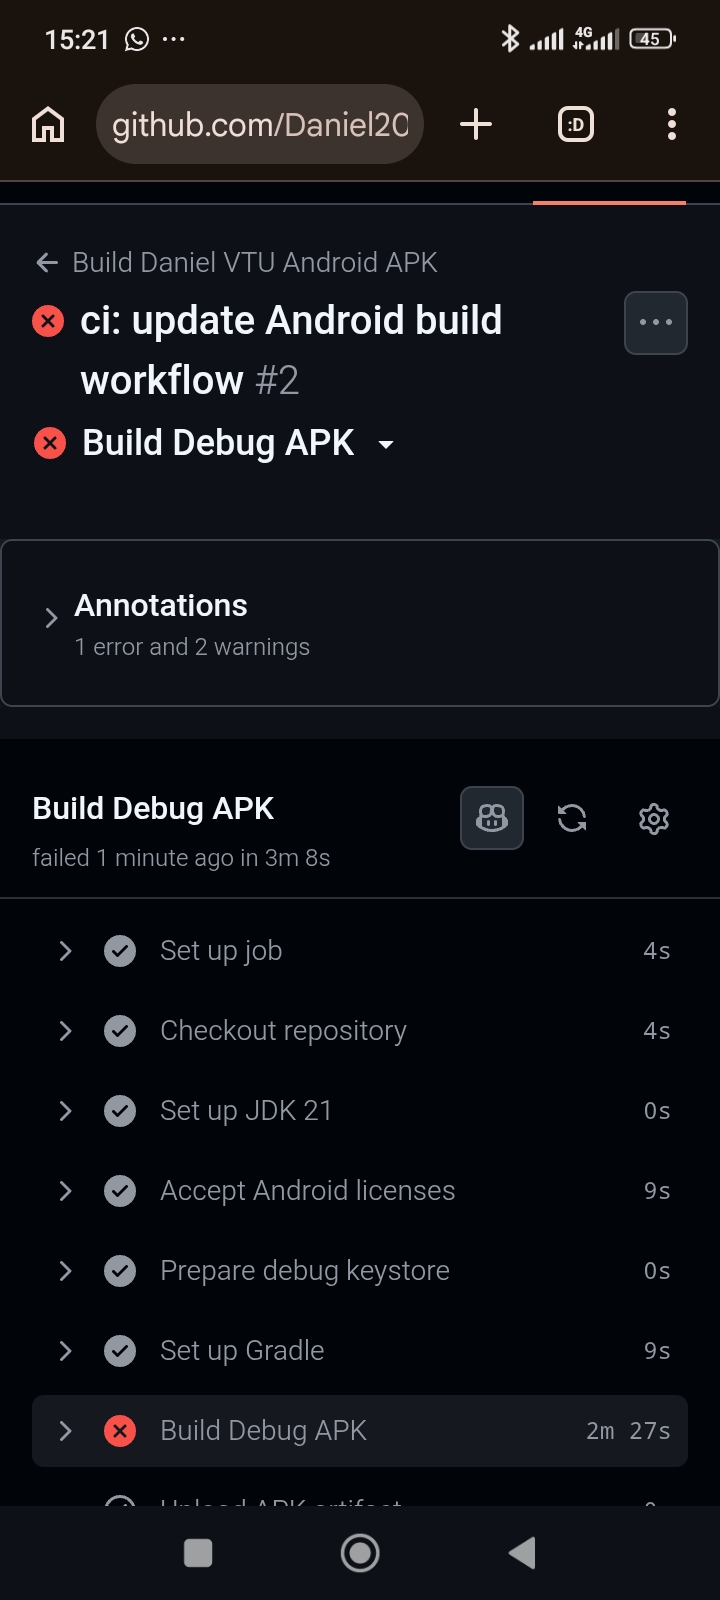 15:21
4G
45
github.com/Daniel20
:D
Build Daniel VTU Android APK
ci: update Android build
workflow #2
Build Debug APK
Annotations
1 error and 2 warnings
Build Debug APK
failed 1 minute ago in 3m 8s
Set up job 4s
Checkout repository 4s
Set up JDK 21 0s
Accept Android licenses 9s
Prepare debug keystore 0s
Set up Gradle 9s
Build Debug APK 2m 27s
Upload APK artifact